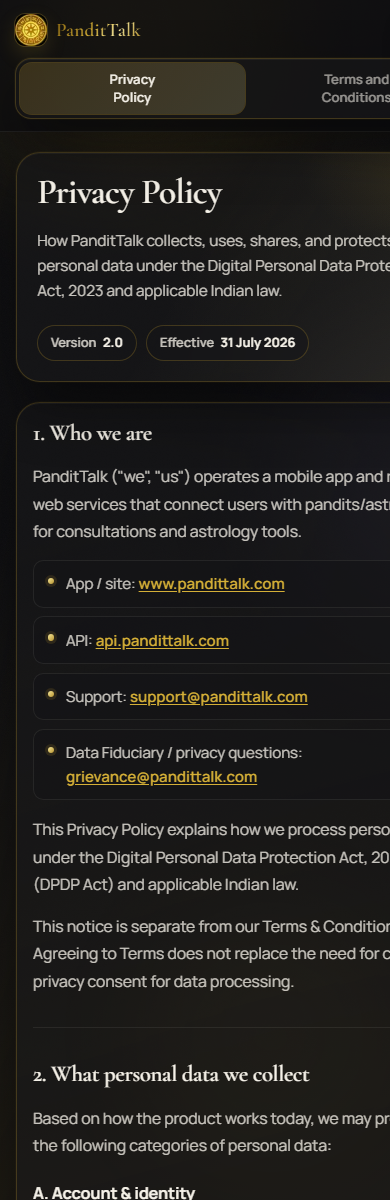 PanditTalk
Privacy
Policy
Terms and
Conditions
Privacy Policy
How PanditTalk collects, uses, shares, and protects
personal data under the Digital Personal Data Prote
Act, 2023 and applicable Indian law.
Version 2.0
Effective 31 July 2026
1. Who we are
PanditTalk ("we", "us") operates a mobile app and r
web services that connect users with pandits/astr
for consultations and astrology tools.
App / site: www.pandittalk.com
API: api.pandittalk.com
Support: support@pandittalk.com
Data Fiduciary / privacy questions:
grievance@pandittalk.com
This Privacy Policy explains how we process perso
under the Digital Personal Data Protection Act, 20
(DPDP Act) and applicable Indian law.
This notice is separate from our Terms & Condition
Agreeing to Terms does not replace the need for c
privacy consent for data processing.
2. What personal data we collect
Based on how the product works today, we may pr
the following categories of personal data:
A. Account & identity